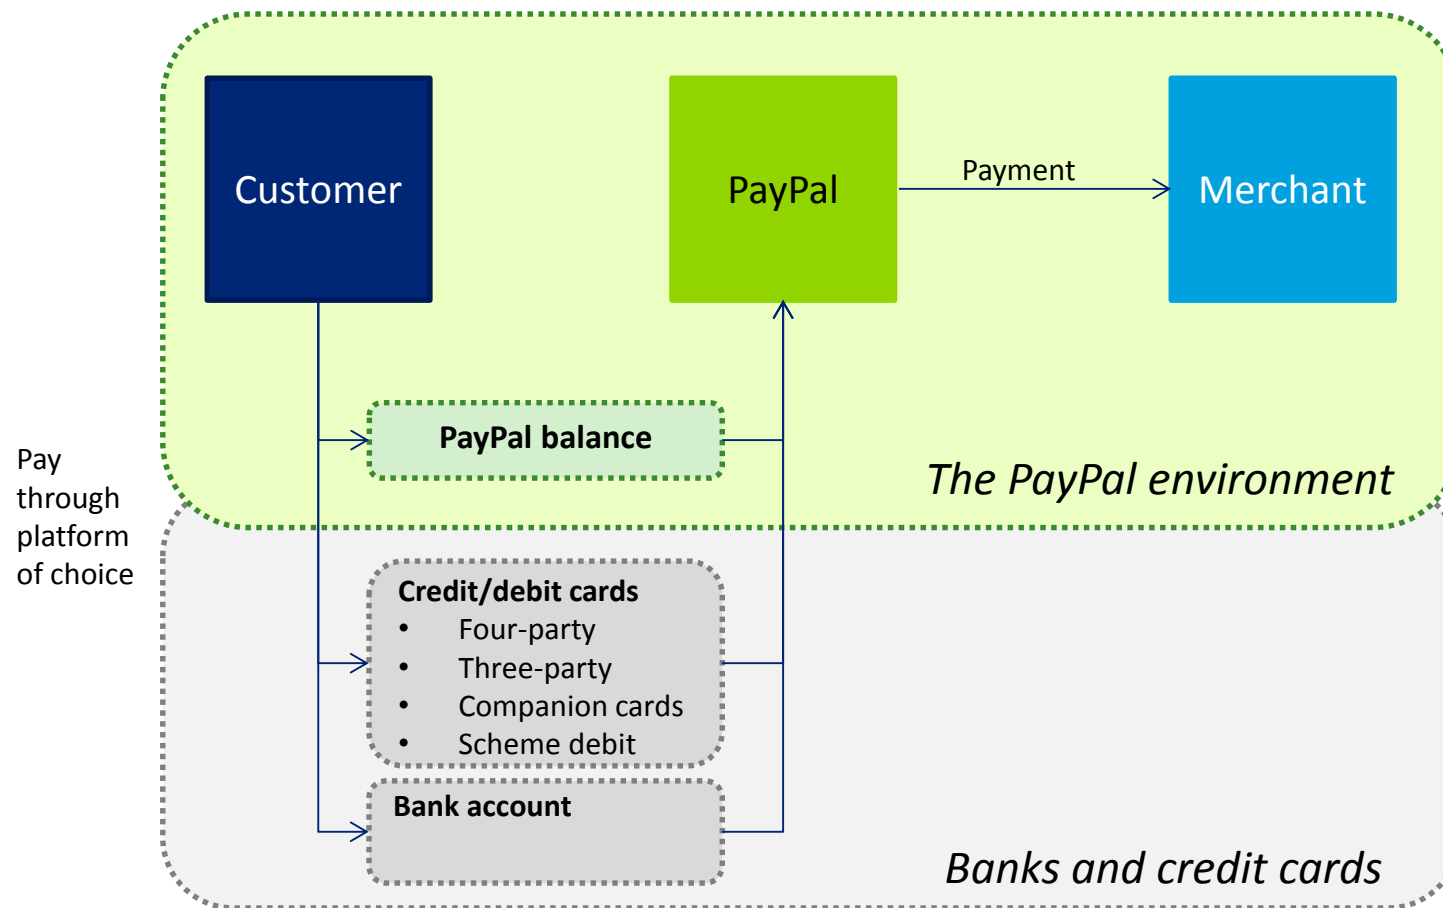 Customer
PayPal
Payment
Merchant
PayPal balance
The PayPal environment
Pay
through
platform
of choice
Credit/debit cards
• Four-party
• Three-party
• Companion cards
• Scheme debit
Bank account
Banks and credit cards